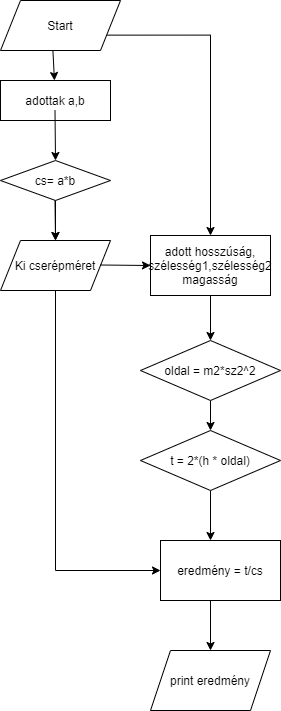 Start
adottak a,b
cs= a*b
Ki cserépméret
adott hosszúság,
szélesség1,szélesség2
magasság
oldal = m2*sz2^2
t = 2*(h * oldal)
eredmény = t/cs
print eredmény